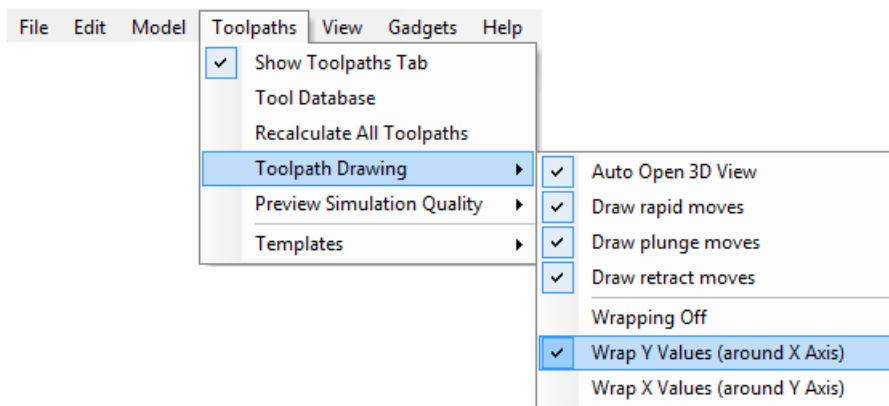 File Edit Model Toolpaths View Gadgets Help
Show Toolpaths Tab
Tool Database
Recalculate All Toolpaths
Toolpath Drawing
Preview Simulation Quality
Templates
Auto Open 3D View
Draw rapid moves
Draw plunge moves
Draw retract moves
Wrapping Off
Wrap Y Values (around X Axis)
Wrap X Values (around Y Axis)